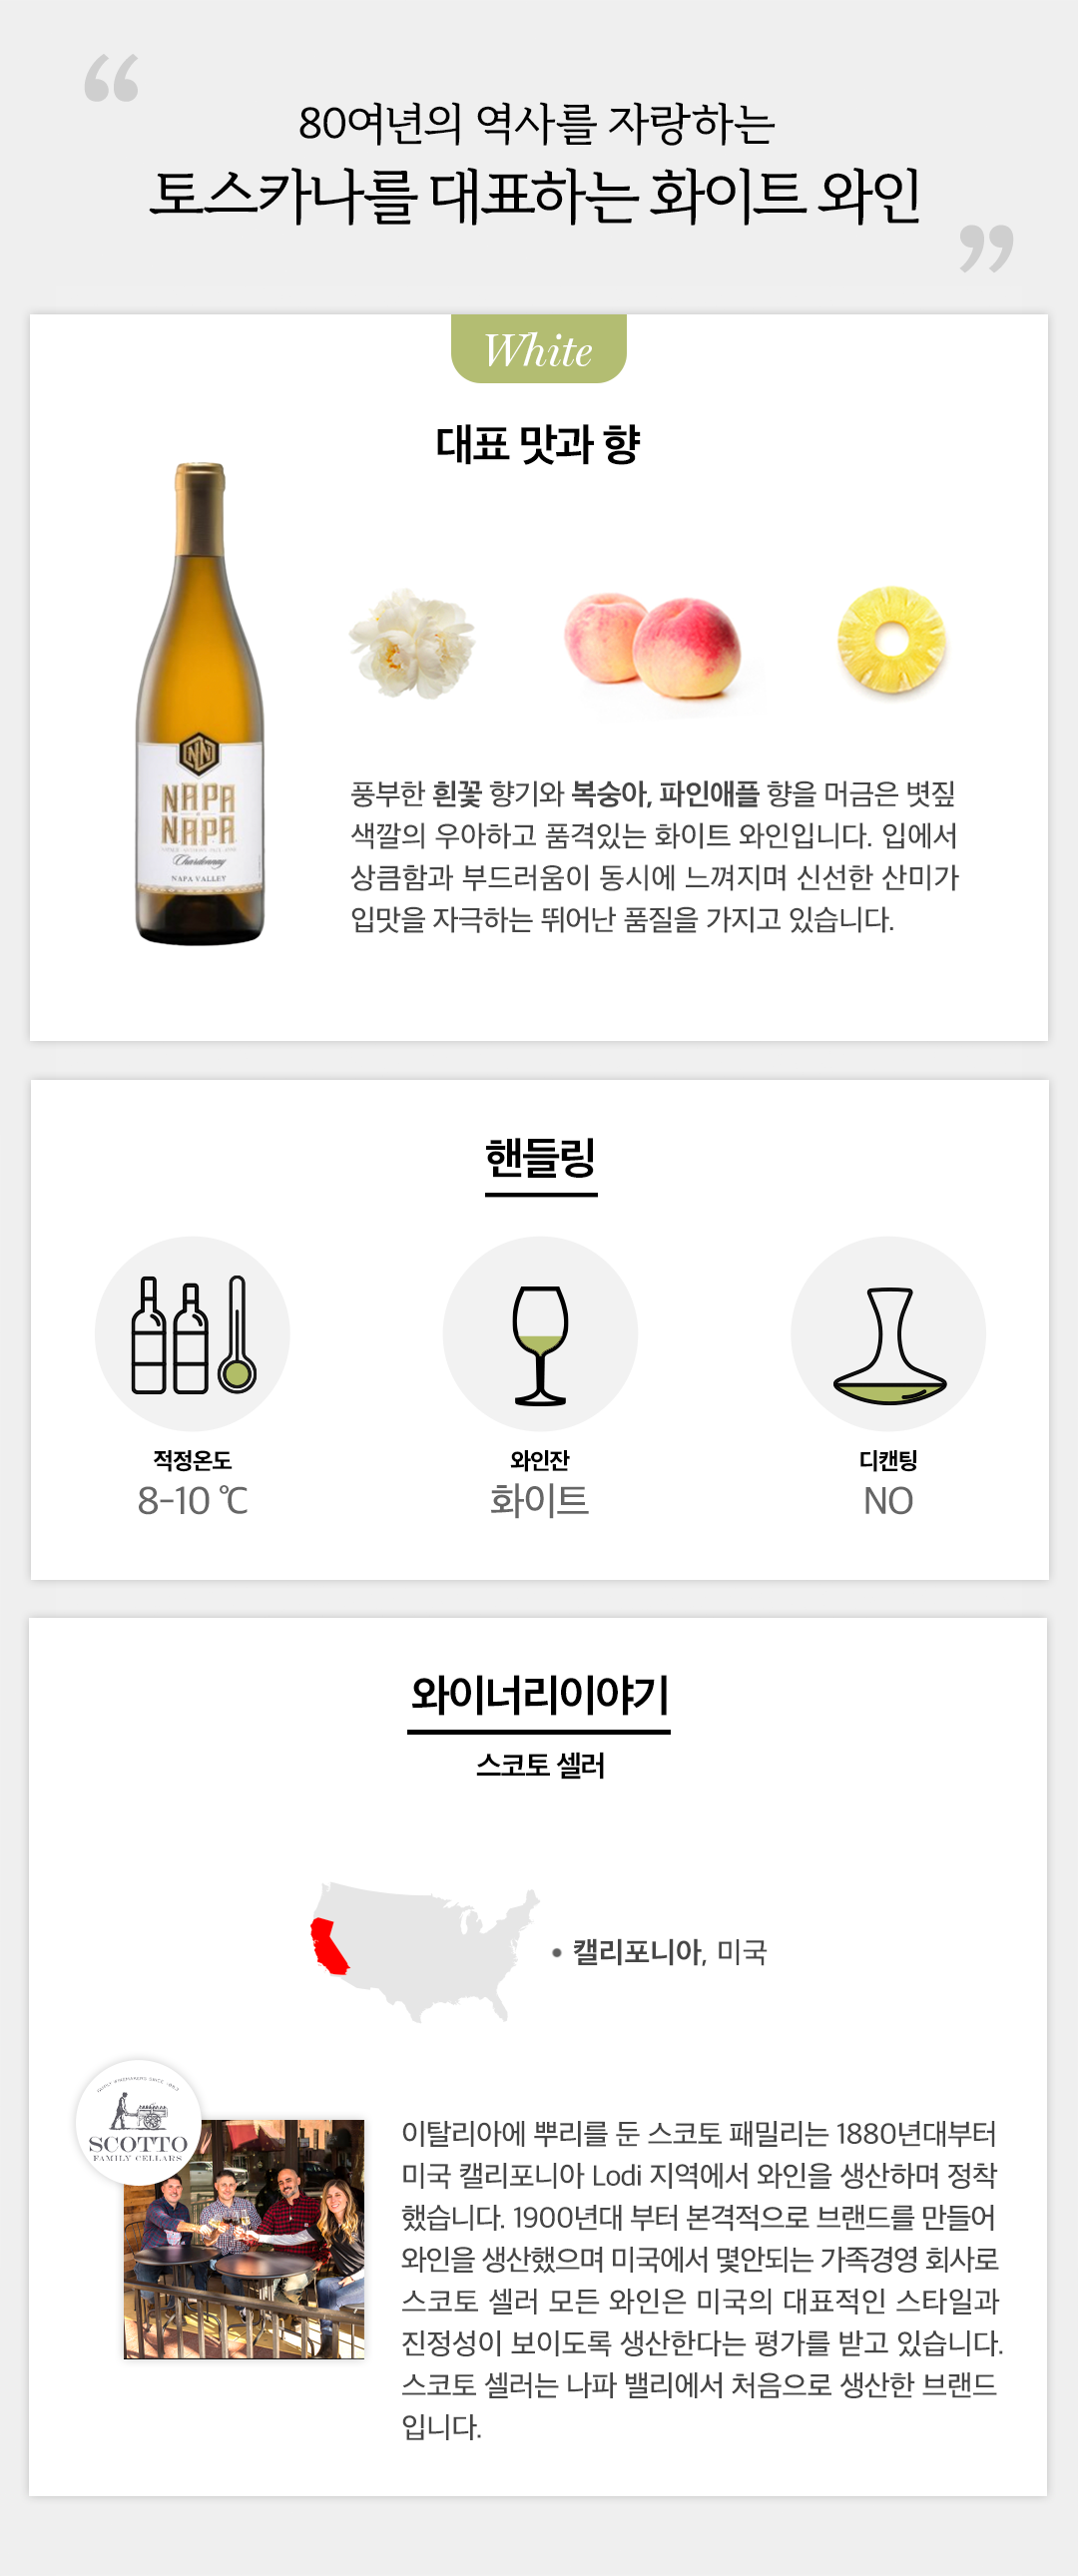 “
80여년의 역사를 자랑하는
토스카나를 대표하는 화이트 와인
”
White
대표 맛과 향
NN
NAPA
NAPA
Chardonnay
NAPA VALLEY
풍부한 흰꽃 향기와 복숭아, 파인애플 향을 머금은 볏짚
색깔의 우아하고 품격있는 화이트 와인입니다. 입에서
상큼함과 부드러움이 동시에 느껴지며 신선한 산미가
입맛을 자극하는 뛰어난 품질을 가지고 있습니다.
핸들링
적정온도
8-10 ℃
와인잔
화이트
디캔팅
NO
와이너리이야기
스코토 셀러
• 캘리포니아, 미국
SCOTTO
FAMILY CELLARS
이탈리아에 뿌리를 둔 스코토 패밀리는 1880년대부터
미국 캘리포니아 Lodi 지역에서 와인을 생산하며 정착
했습니다. 1900년대 부터 본격적으로 브랜드를 만들어
와인을 생산했으며 미국에서 몇안되는 가족경영 회사로
스코토 셀러 모든 와인은 미국의 대표적인 스타일과
진정성이 보이도록 생산한다는 평가를 받고 있습니다.
스코토 셀러는 나파 밸리에서 처음으로 생산한 브랜드
입니다.